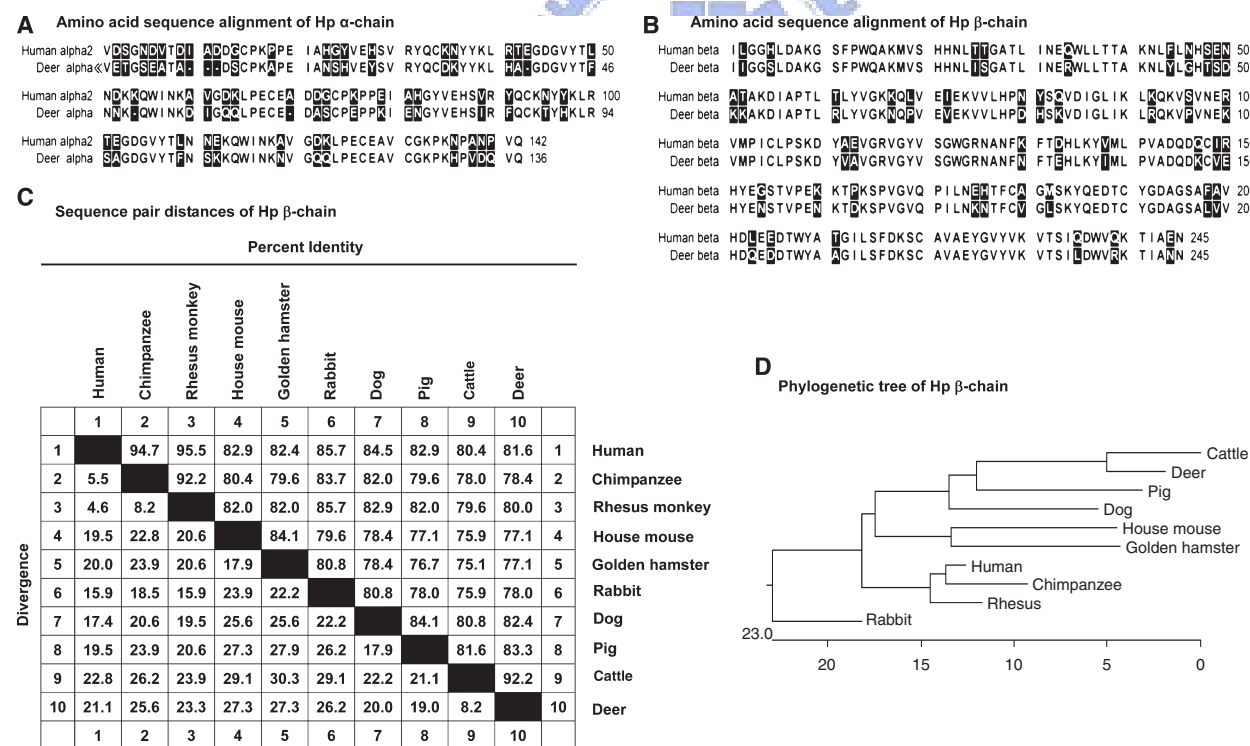 A Amino acid sequence alignment of Hp α-chain
Human alpha2 VDSGNDVTDI ADDGCPKPPE IAHGYVEHSV RYQCKNYYKL RTEGDGVYTL 50
Deer alpha VETGSEATA- --DSCPKAPE IANSHVEYSV RYQCDKYYKL HA-GDGVYTF 46
Human alpha2 NDKKQWINKA VGDKLPECEA DDGCPKPPEI AHGYVEHSVR YQCKNYYKLR 100
Deer alpha NNK-QWINKD IGQQLPECE- DASCPEPPKI ENGYVEHSIR FQCKTYHKLR 94
Human alpha2 TEGDGVYTLN NEKQWINKAV GDKLPECEAV CGKPKNPANP VQ 142
Deer alpha SAGDGVYTFN SKKQWINKNV GQQLPECEAV CGKPKHPVDQ VQ 136
B Amino acid sequence alignment of Hp β-chain
Human beta ILGGHLDAKG SFPWQAKMVS HHNLTTGATL INEQWLLTTA KNLFLNHSEN 50
Deer beta IIGGSLDAKG SFPWQAKMVS HHNLISGATL INERWLLTTA KNLYLGHTSD 50
Human beta ATAKDIAPTL TLYVGKKQLV EIEKVVLHPN YSQVDIGLIK LKQKVSVNER 10
Deer beta KKAKDIAPTL RLYVGKNQPV EVEKVVLHPD HSKVDIGLIK LRQKVPVNEK 10
Human beta VMPICLPSKD YAEVGRVGYV SGWGRNANFK FTDHLKYVML PVADQDQCIR 15
Deer beta VMPICLPSKD YVAVGRVGYV SGWGRNANFN FTEHLKYIML PVADQDKCVE 15
Human beta HYEGSTVPEK KTPKSPVGVQ PILNEHTFCA GMSKYQEDTC YGDAGSAFAV 20
Deer beta HYENSTVPEN KTDKSPVGVQ PILNKNTFCV GLSKYQEDTC YGDAGSALVV 20
Human beta HDLEEDTWYA TGILSFDKSC AVAEYGVYVK VTSIQDWVQK TIAEN 245
Deer beta HDQEDDTWYA AGILSFDKSC AVAEYGVYVK VTSILDWVRK TIANN 245
C Sequence pair distances of Hp β-chain
Percent Identity
Human Chimpanzee Rhesus monkey House mouse Golden hamster Rabbit Dog Pig Cattle Deer
1 2 3 4 5 6 7 8 9 10
1 94.7 95.5 82.9 82.4 85.7 84.5 82.9 80.4 81.6 1 Human
2 5.5 92.2 80.4 79.6 83.7 82.0 79.6 78.0 78.4 2 Chimpanzee
3 4.6 8.2 82.0 82.0 85.7 82.9 82.0 79.6 80.0 3 Rhesus monkey
4 19.5 22.8 20.6 84.1 79.6 78.4 77.1 75.9 77.1 4 House mouse
5 20.0 23.9 20.6 17.9 80.8 78.4 76.7 75.1 77.1 5 Golden hamster
6 15.9 18.5 15.9 23.9 22.2 80.8 78.0 75.9 78.0 6 Rabbit
7 17.4 20.6 19.5 25.6 25.6 22.2 84.1 80.8 82.4 7 Dog
8 19.5 23.9 20.6 27.3 27.9 26.2 17.9 81.6 83.3 8 Pig
9 22.8 26.2 23.9 29.1 30.3 29.1 22.2 21.1 92.2 9 Cattle
10 21.1 25.6 23.3 27.3 27.3 26.2 20.0 19.0 8.2 10 Deer
1 2 3 4 5 6 7 8 9 10
Divergence
D Phylogenetic tree of Hp β-chain
Cattle
Deer
Pig
Dog
House mouse
Golden hamster
Human
Chimpanzee
Rhesus
Rabbit
23.0
20 15 10 5 0